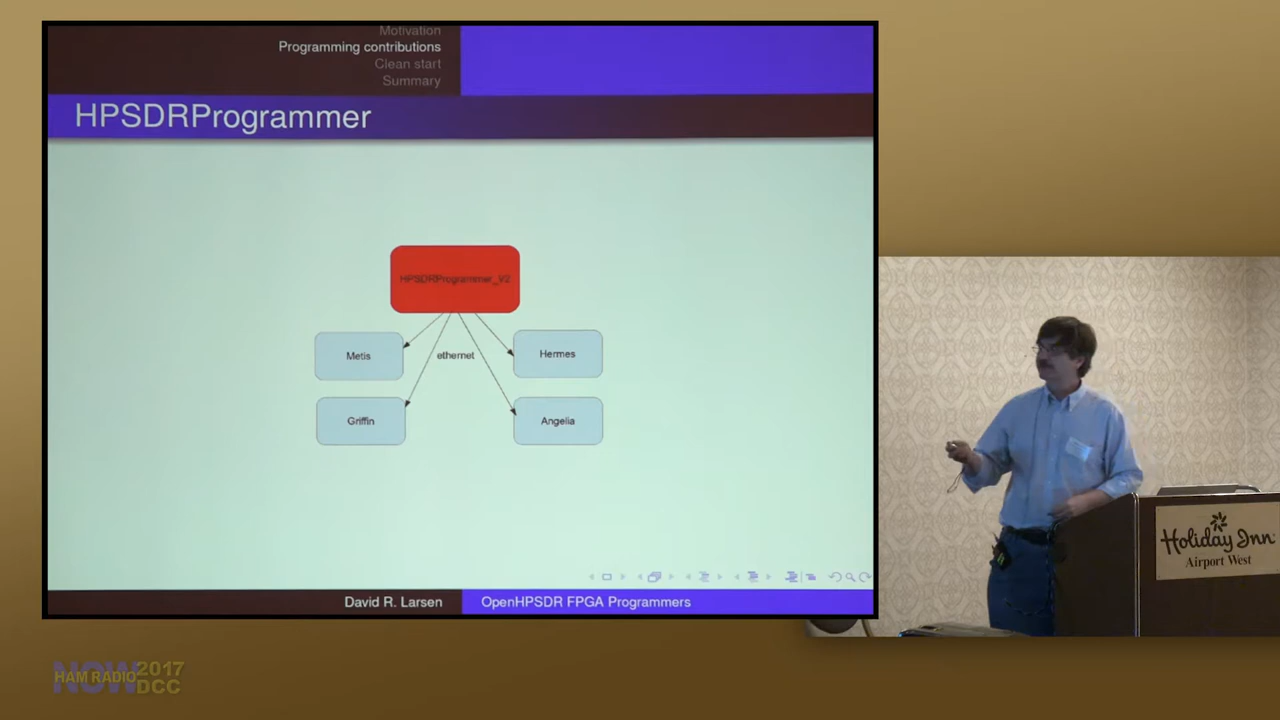 Motivation
Programming contributions
Clean start
Summary
HPSDRProgrammer
HPSDRProgrammer_V2
Metis
ethernet
Hermes
Griffin
Angelia
David R. Larsen
OpenHPSDR FPGA Programmers
Holiday Inn
Airport West
NOW
HAM RADIO 2017
DCC